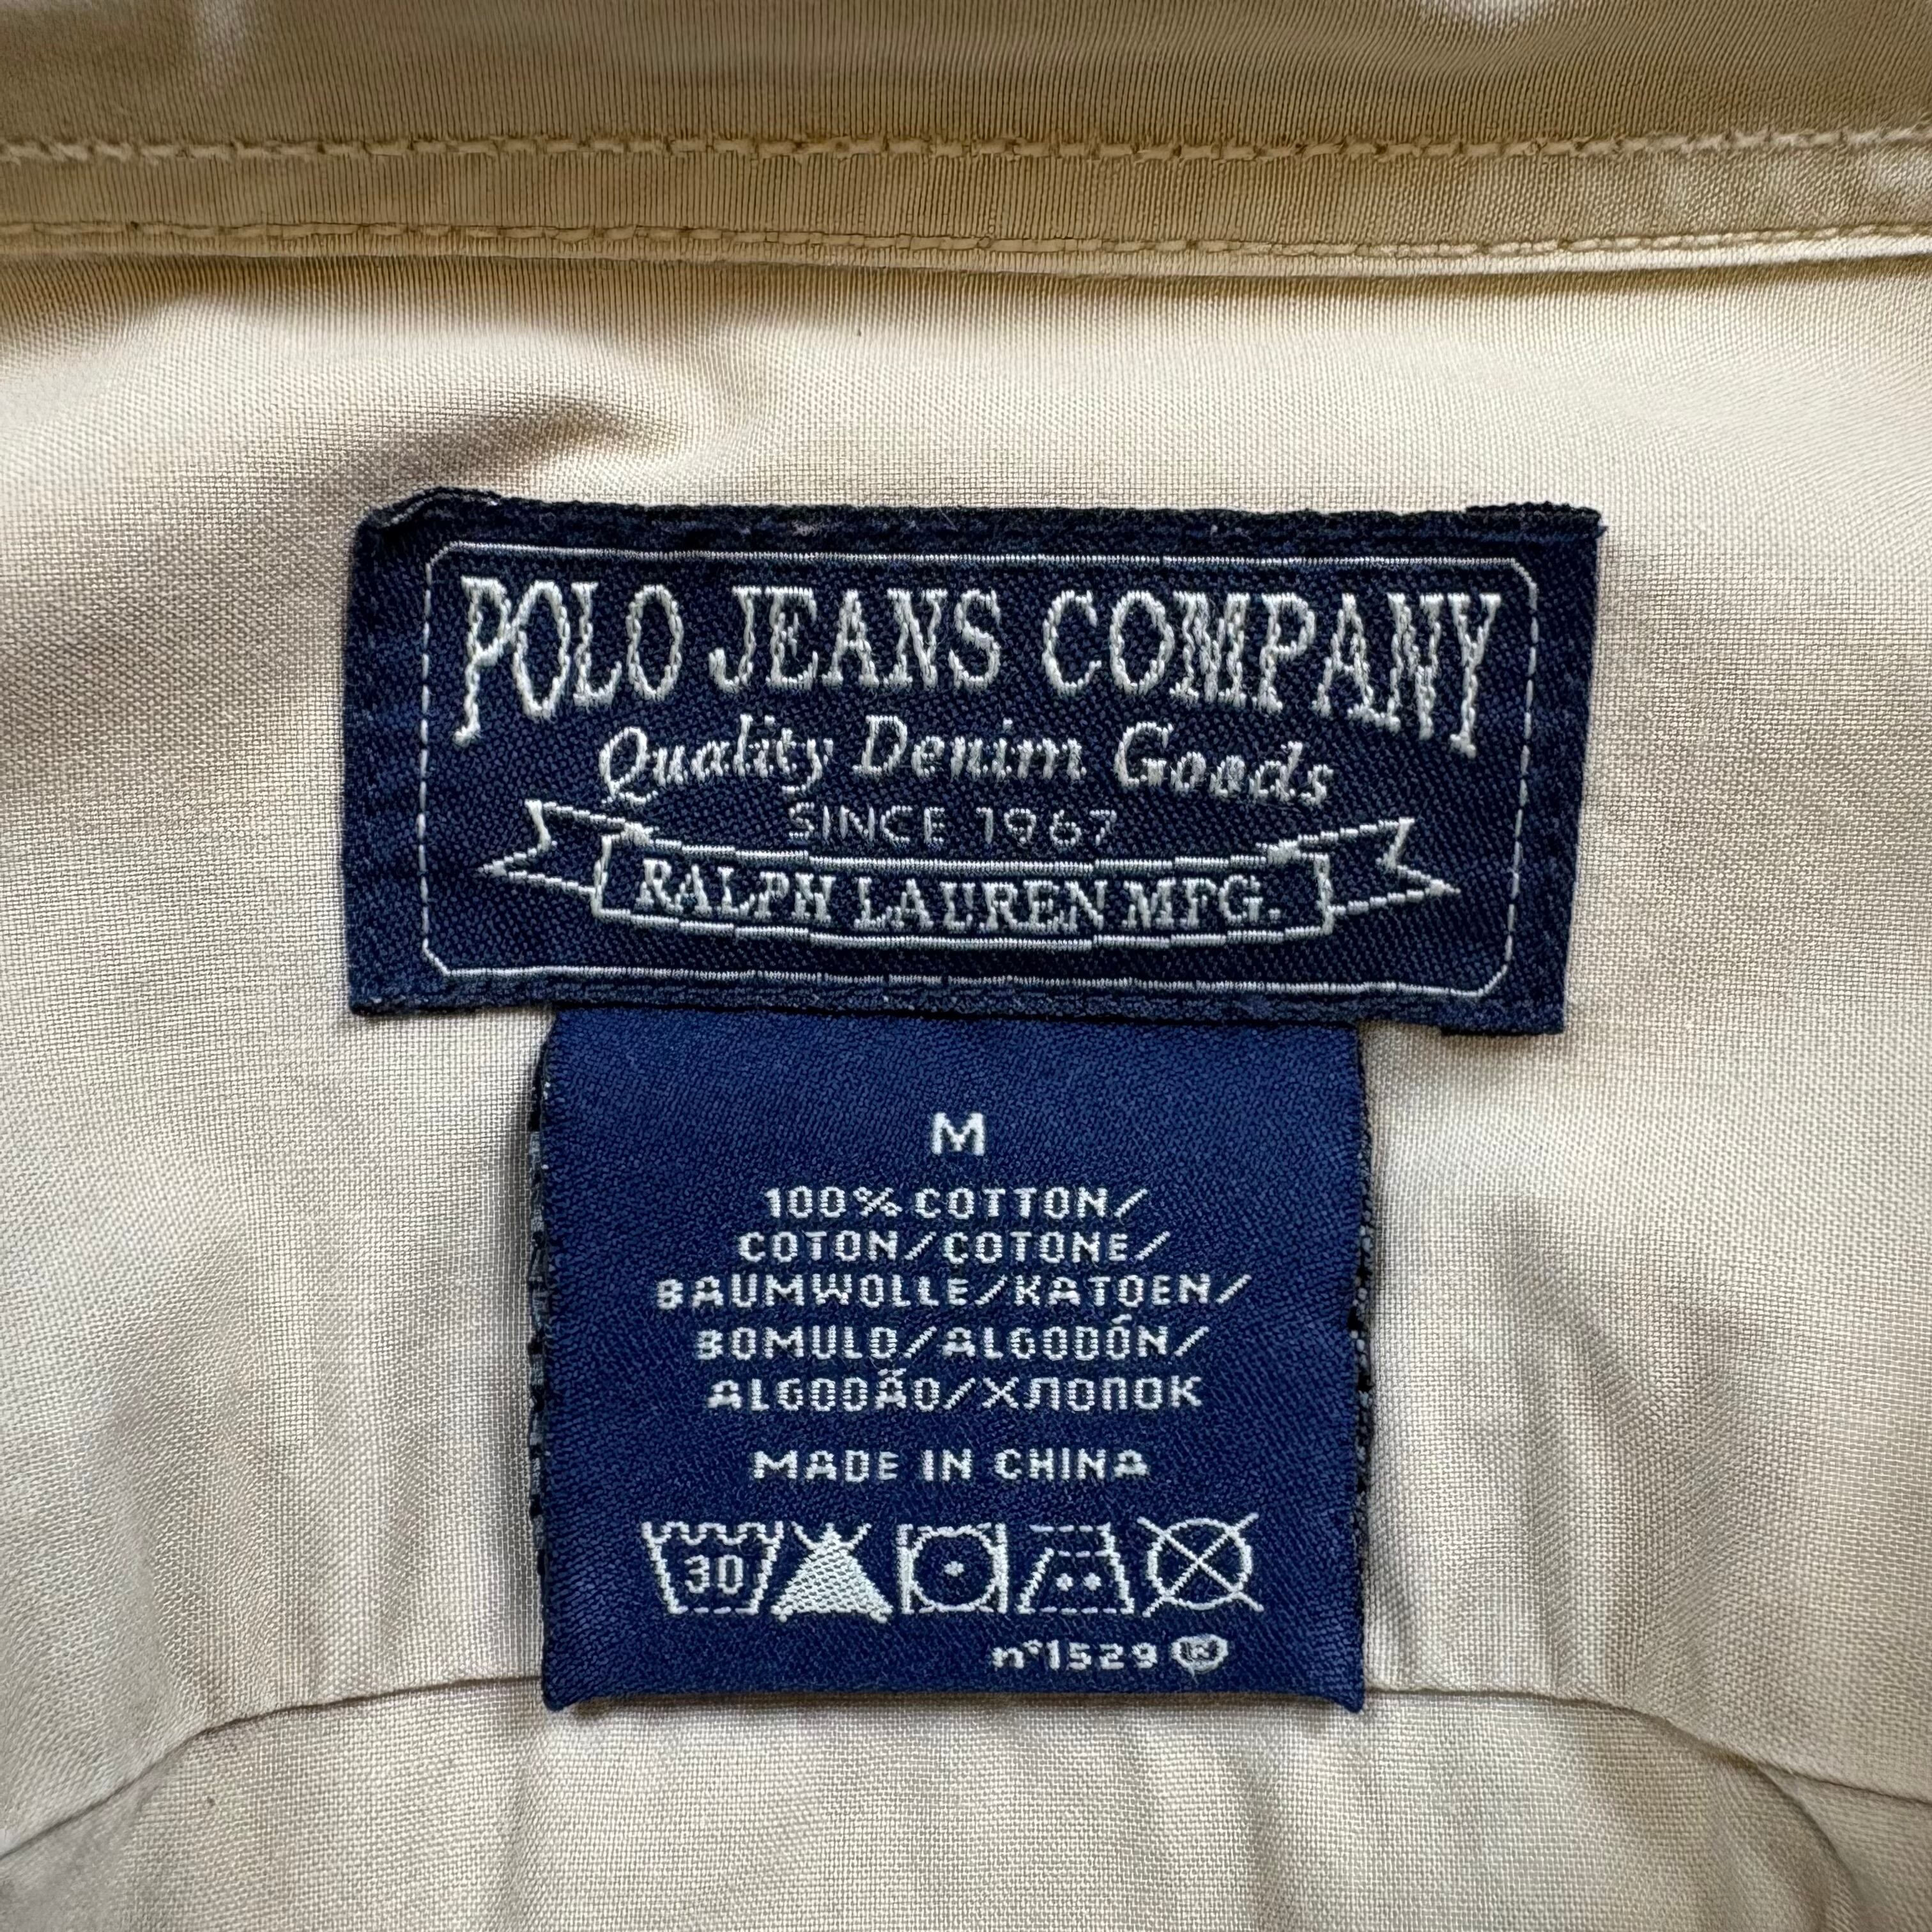 POLO JEANS COMPANY
Quality Denim Goods
SINCE 1967
RALPH LAUREN MFG.
M
100% COTTON/
COTON/COTONE/
BAUMWOLLE/KATOEN/
BOMULD/ALGODÓN/
ALGODÃO/ХЛОПОК
MADE IN CHINA
30
n°1529